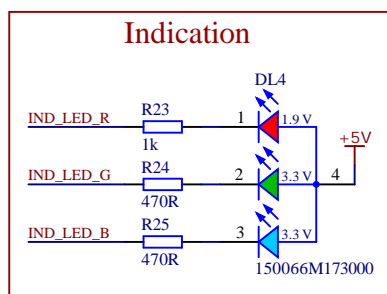 Indication
DL4
IND_LED_R R23 1k 1 1.9 V
+5V
IND_LED_G R24 470R 2 3.3 V 4
IND_LED_B R25 470R 3 3.3 V
150066M173000